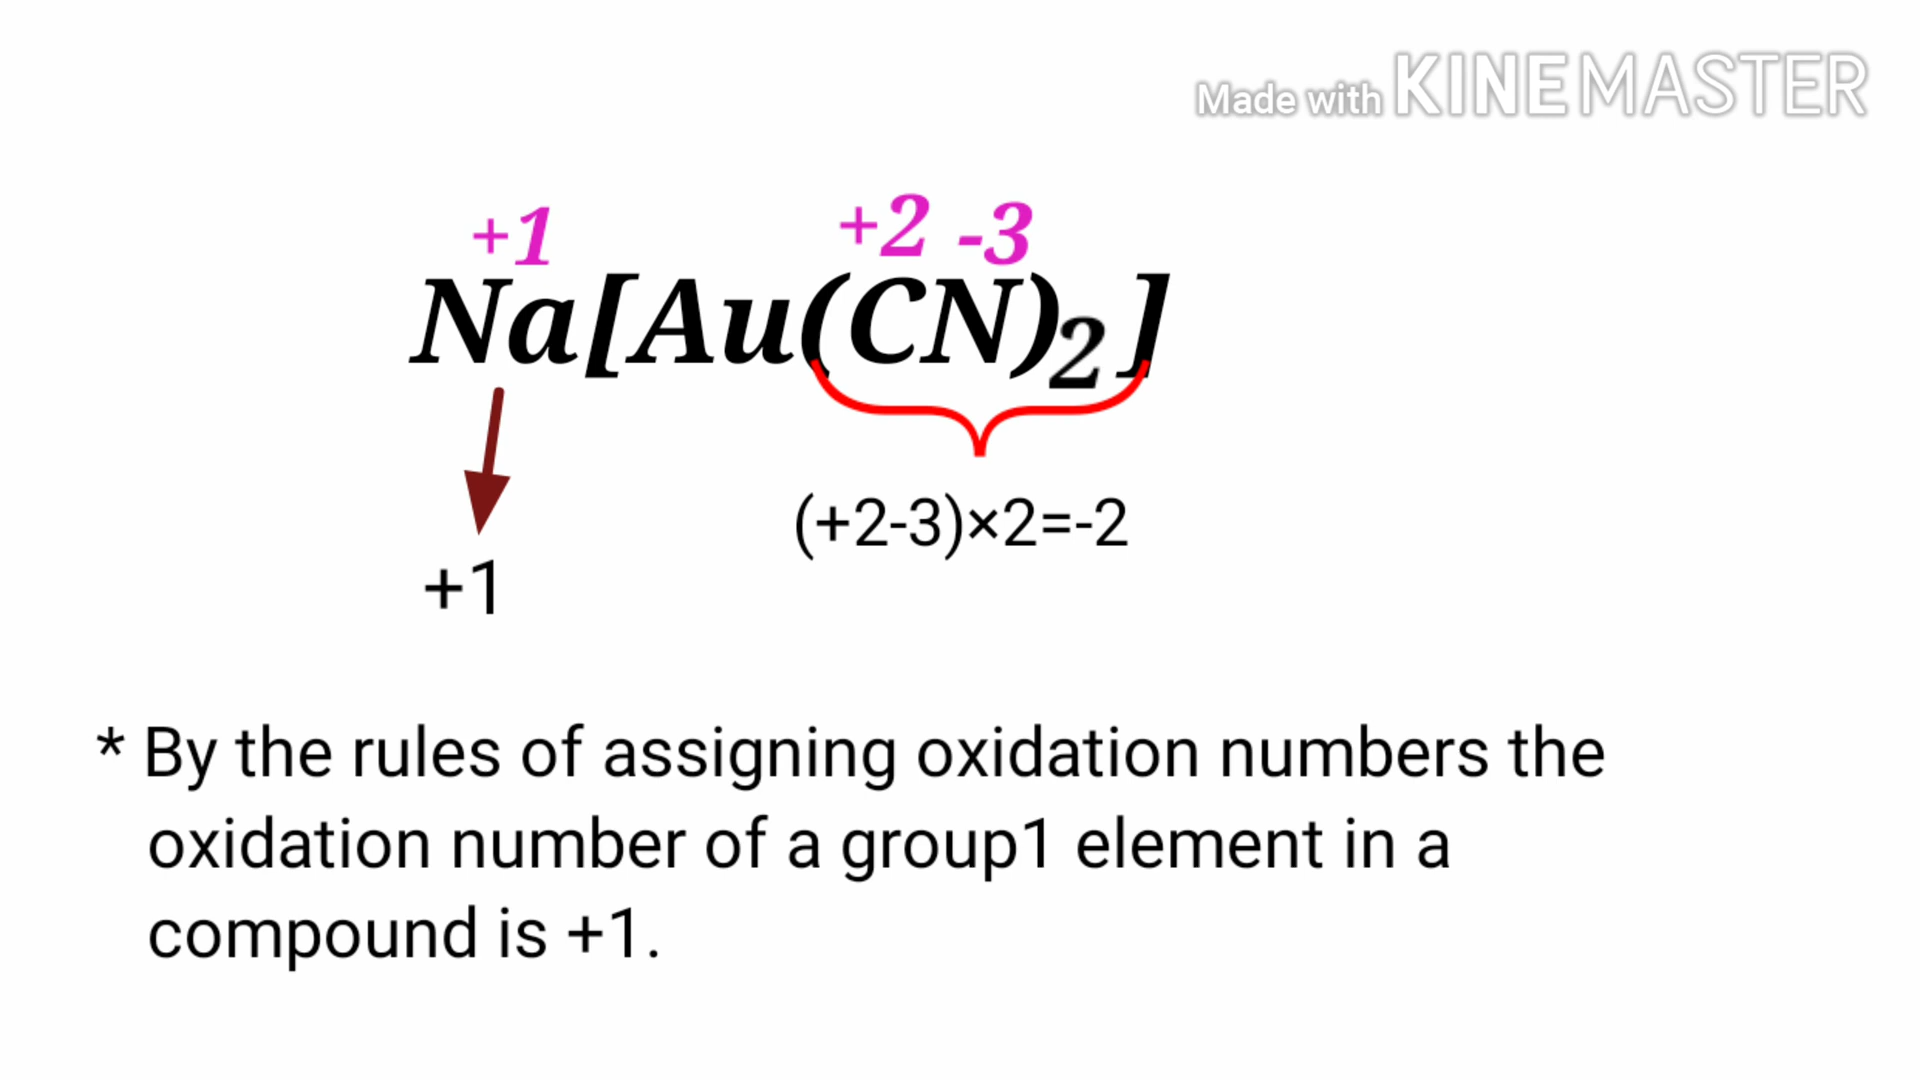 Made with KINEMASTER
+1 +2 -3
Na[Au(CN)2]
(+2-3)×2=-2
+1
* By the rules of assigning oxidation numbers the
oxidation number of a group1 element in a
compound is +1.